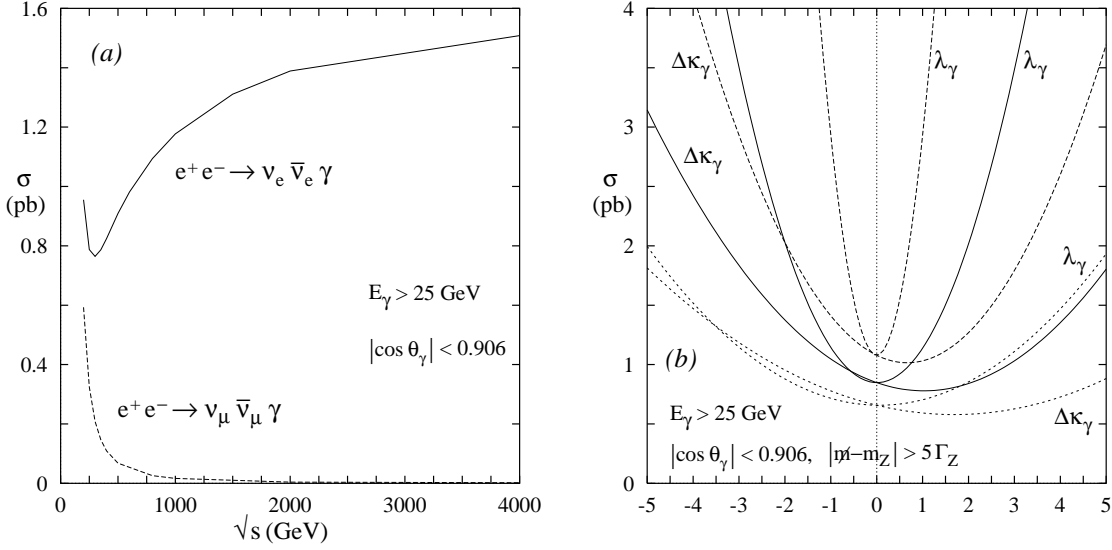 (a)
1.6
1.2
σ
(pb)
0.8
0.4
0
e⁺ e⁻ → ν_e ν̄_e γ
E_γ > 25 GeV
|cos θ_γ| < 0.906
e⁺ e⁻ → ν_μ ν̄_μ γ
0 1000 2000 3000 4000
√s (GeV)
4
3
σ
(pb)
2
1
0
Δκ_γ
λ_γ
λ_γ
Δκ_γ
λ_γ
(b)
E_γ > 25 GeV
Δκ_γ
|cos θ_γ| < 0.906, |m̸−m_Z| > 5 Γ_Z
-5 -4 -3 -2 -1 0 1 2 3 4 5